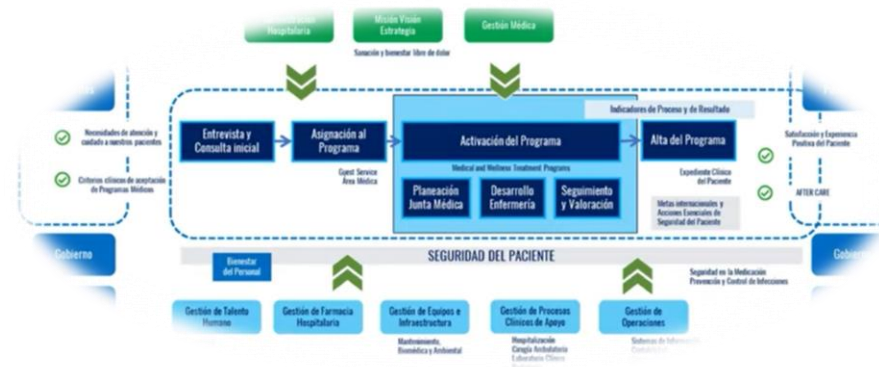 Hospitalaria
Misión Visión
Estrategia
Gestión Médica
Sanación y bienestar libre de dolor
Indicadores de Proceso y de Resultado
Necesidades de atención y
cuidado a nuestros pacientes
Criterios clínicos de aceptación
de Programas Médicos
Entrevista y
Consulta inicial
Asignación al
Programa
Guest Service
Área Médica
Activación del Programa
Medical and Wellness Treatment Programs
Planeación
Junta Médica
Desarrollo
Enfermería
Seguimiento
y Valoración
Alta del Programa
Expediente Clínico
del Paciente
Metas internacionales y
Acciones Esenciales de
Seguridad del Paciente
Satisfacción y Experiencia
Positiva del Paciente
AFTER CARE
Gobierno
SEGURIDAD DEL PACIENTE
Bienestar
del Personal
Seguridad en la Medicación
Prevención y Control de Infecciones
Gestión de Talento
Humano
Gestión de Farmacia
Hospitalaria
Gestión de Equipos e
Infraestructura
Mantenimiento,
Biomédica y Ambiental
Gestión de Procesos
Clínicos de Apoyo
Hospitalización
Cirugía Ambulatoria
Laboratorio Clínico
Gestión de
Operaciones